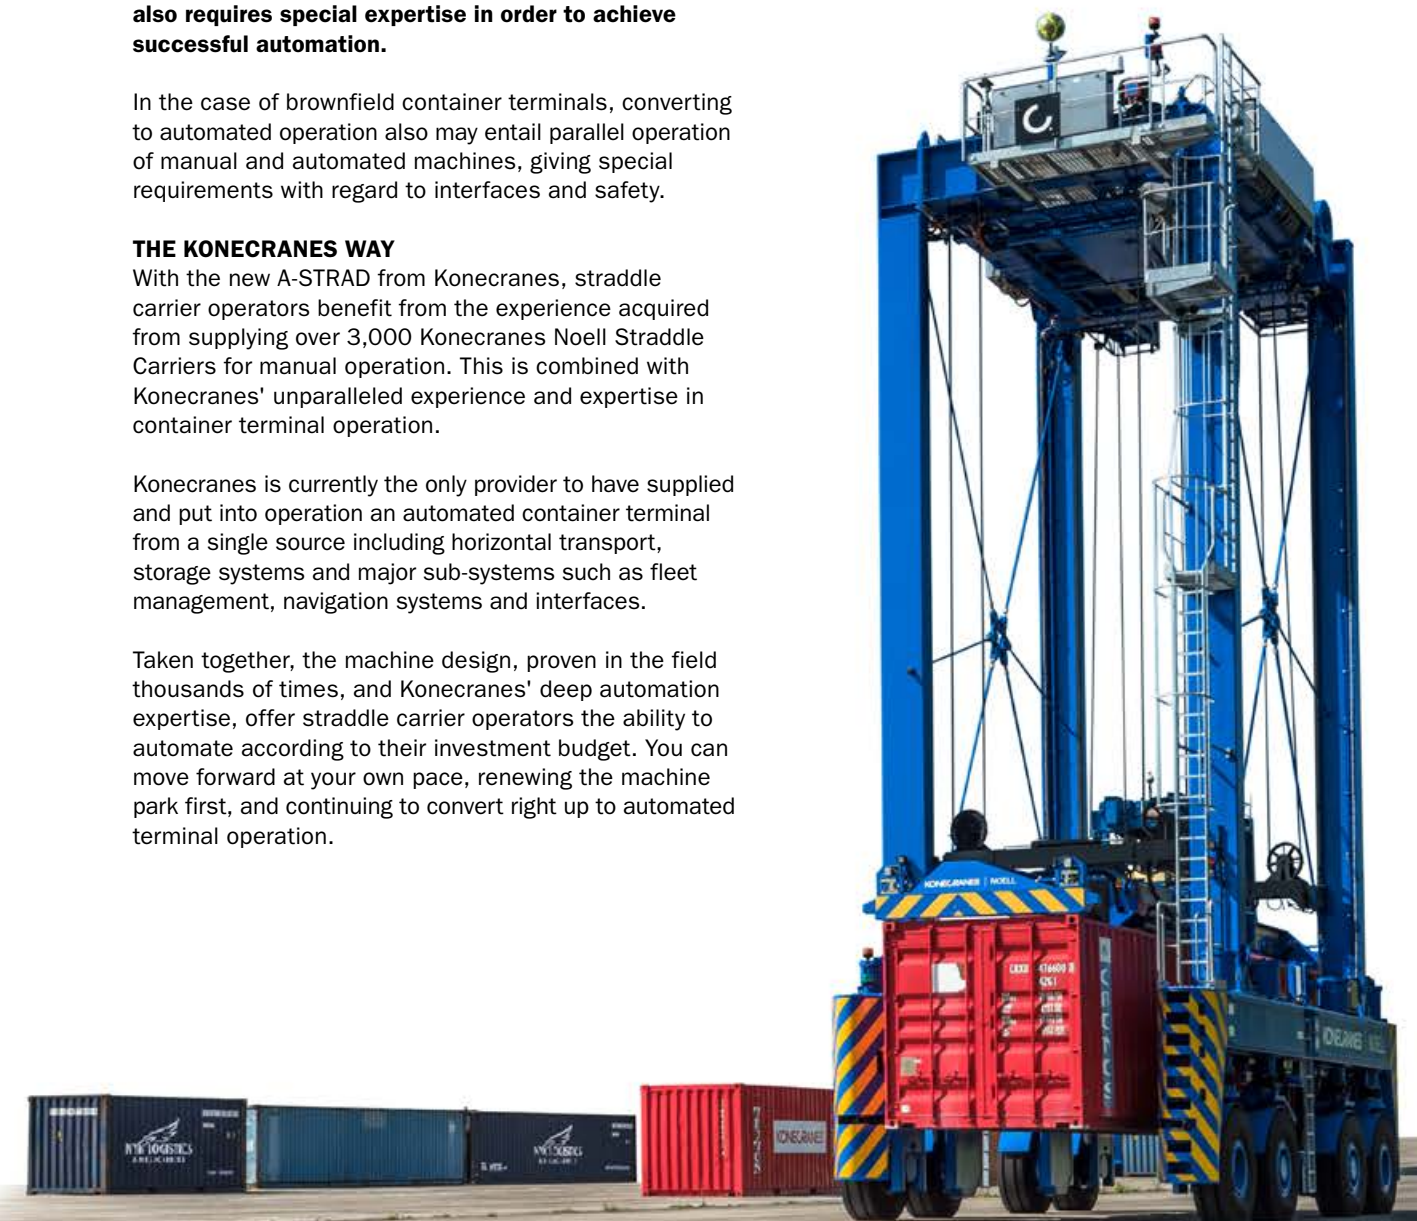 also requires special expertise in order to achieve
successful automation.
In the case of brownfield container terminals, converting
to automated operation also may entail parallel operation
of manual and automated machines, giving special
requirements with regard to interfaces and safety.
THE KONECRANES WAY
With the new A-STRAD from Konecranes, straddle
carrier operators benefit from the experience acquired
from supplying over 3,000 Konecranes Noell Straddle
Carriers for manual operation. This is combined with
Konecranes' unparalleled experience and expertise in
container terminal operation.
Konecranes is currently the only provider to have supplied
and put into operation an automated container terminal
from a single source including horizontal transport,
storage systems and major sub-systems such as fleet
management, navigation systems and interfaces.
Taken together, the machine design, proven in the field
thousands of times, and Konecranes' deep automation
expertise, offer straddle carrier operators the ability to
automate according to their investment budget. You can
move forward at your own pace, renewing the machine
park first, and continuing to convert right up to automated
terminal operation.
KONECRANES | NOELL
KONECRANES NOELL
KONECRANES
LOGISTICS
LOGISTICS